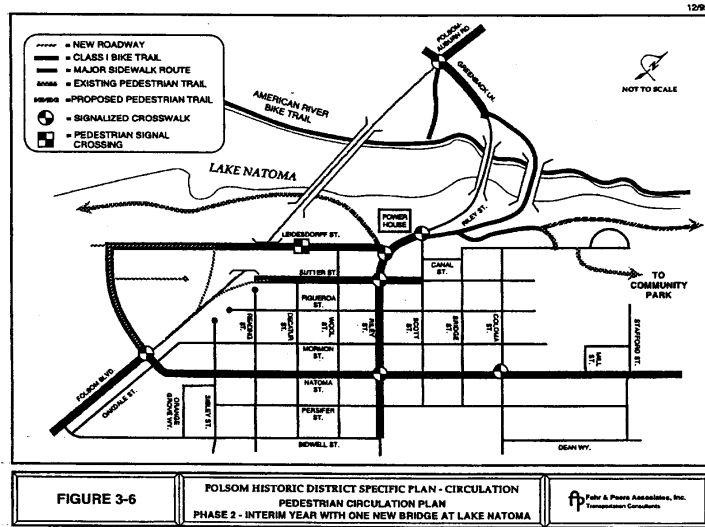 12/9
= NEW ROADWAY
= CLASS I BIKE TRAIL
= MAJOR SIDEWALK ROUTE
= EXISTING PEDESTRIAN TRAIL
= PROPOSED PEDESTRIAN TRAIL
= SIGNALIZED CROSSWALK
= PEDESTRIAN SIGNAL
CROSSING
FOLSOM-
AUBURN RD.
GREENBACK LN.
NOT TO SCALE
AMERICAN RIVER
BIKE TRAIL
LAKE NATOMA
POWER
HOUSE
RILEY ST.
LEIDESDORFF ST.
CANAL
ST.
SUTTER ST.
TO
COMMUNITY
PARK
FIGUEROA
ST.
READING
ST.
DECATUR
ST.
WOOL
ST.
RILEY
ST.
SCOTT
ST.
BRIDGE
ST.
COLOMA
ST.
STAFFORD ST.
MORMON
ST.
MILL
ST.
FOLSOM BLVD.
OAKDALE ST.
NATOMA
ST.
ORANGE
GROVE WY.
SIBLEY ST.
PERSIFER
ST.
BIDWELL ST.
DEAN WY.
FIGURE 3-6
FOLSOM HISTORIC DISTRICT SPECIFIC PLAN - CIRCULATION
PEDESTRIAN CIRCULATION PLAN
PHASE 2 - INTERIM YEAR WITH ONE NEW BRIDGE AT LAKE NATOMA
Fehr & Peers Associates, Inc.
Transportation Consultants